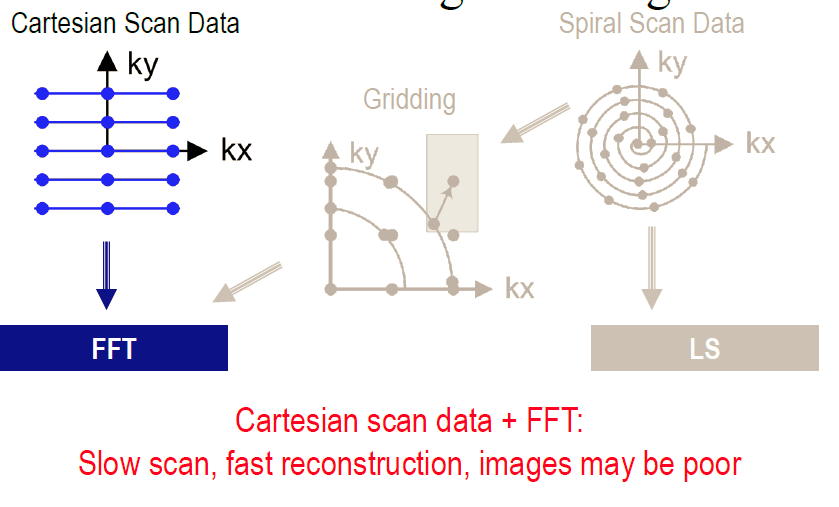 Cartesian Scan Data
Spiral Scan Data
ky
kx
Gridding
ky
kx
ky
kx
FFT
LS
Cartesian scan data + FFT:
Slow scan, fast reconstruction, images may be poor